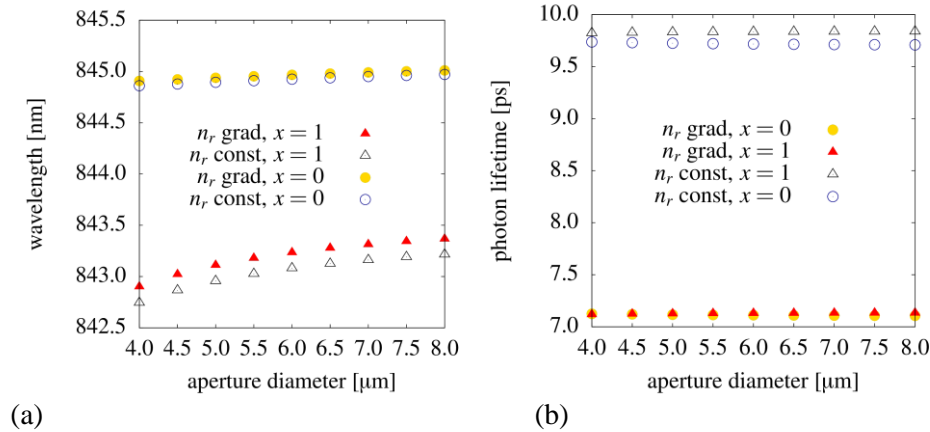 845.5
845.0
844.5
844.0
843.5
843.0
842.5
wavelength [nm]
n_r grad, x = 1
n_r const, x = 1
n_r grad, x = 0
n_r const, x = 0
4.0 4.5 5.0 5.5 6.0 6.5 7.0 7.5 8.0
aperture diameter [μm]
(a)
10.0
9.5
9.0
8.5
8.0
7.5
7.0
photon lifetime [ps]
n_r grad, x = 0
n_r grad, x = 1
n_r const, x = 1
n_r const, x = 0
4.0 4.5 5.0 5.5 6.0 6.5 7.0 7.5 8.0
aperture diameter [μm]
(b)